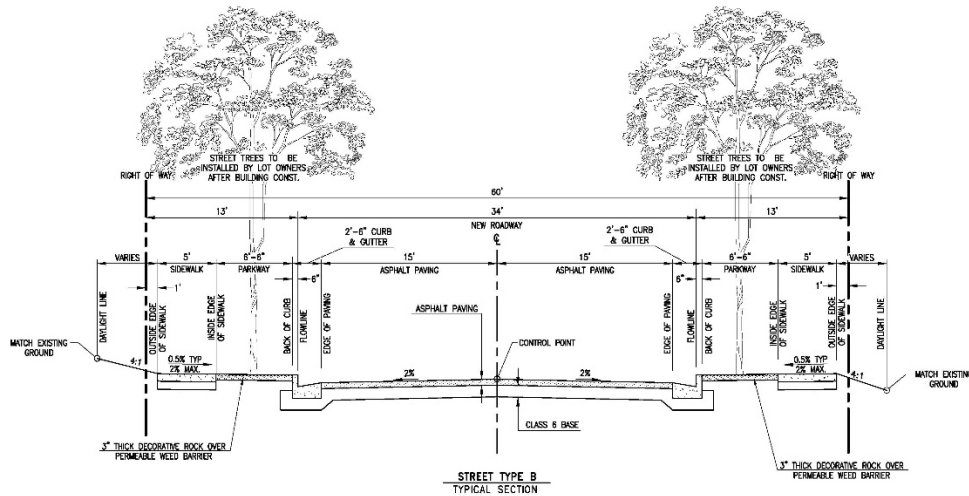 STREET TREES TO BE
INSTALLED BY LOT OWNERS
AFTER BUILDING CONST.
STREET TREES TO BE
INSTALLED BY LOT OWNERS
AFTER BUILDING CONST.
RIGHT OF WAY
RIGHT OF WAY
60'
13'
34'
13'
NEW ROADWAY
2'-6" CURB
& GUTTER
℄
2'-6" CURB
& GUTTER
VARIES
5'
6'-6"
15'
15'
6'-6"
5'
VARIES
SIDEWALK
PARKWAY
ASPHALT PAVING
ASPHALT PAVING
PARKWAY
SIDEWALK
1'
6"
6"
1'
DAYLIGHT LINE
OUTSIDE EDGE
OF SIDEWALK
INSIDE EDGE
OF SIDEWALK
BACK OF CURB
FLOWLINE
EDGE OF PAVING
ASPHALT PAVING
CONTROL POINT
EDGE OF PAVING
FLOWLINE
BACK OF CURB
INSIDE EDGE
OF SIDEWALK
OUTSIDE EDGE
OF SIDEWALK
DAYLIGHT LINE
MATCH EXISTING
GROUND
4:1
0.5% TYP
2% MAX.
2%
2%
0.5% TYP
2% MAX.
4:1
MATCH EXISTING
GROUND
CLASS 6 BASE
3" THICK DECORATIVE ROCK OVER
PERMEABLE WEED BARRIER
3" THICK DECORATIVE ROCK OVER
PERMEABLE WEED BARRIER
STREET TYPE B
TYPICAL SECTION